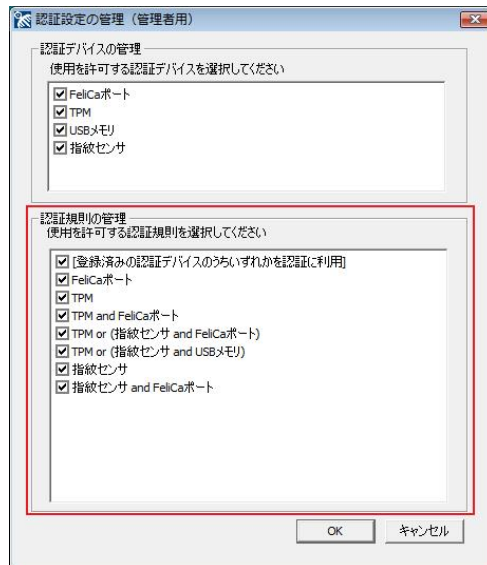 認証設定の管理（管理者用）
認証デバイスの管理
使用を許可する認証デバイスを選択してください
FeliCaポート
TPM
USBメモリ
指紋センサ
認証規則の管理
使用を許可する認証規則を選択してください
[登録済みの認証デバイスのうちいずれかを認証に利用]
FeliCaポート
TPM
TPM and FeliCaポート
TPM or (指紋センサ and FeliCaポート)
TPM or (指紋センサ and USBメモリ)
指紋センサ
指紋センサ and FeliCaポート
OK キャンセル